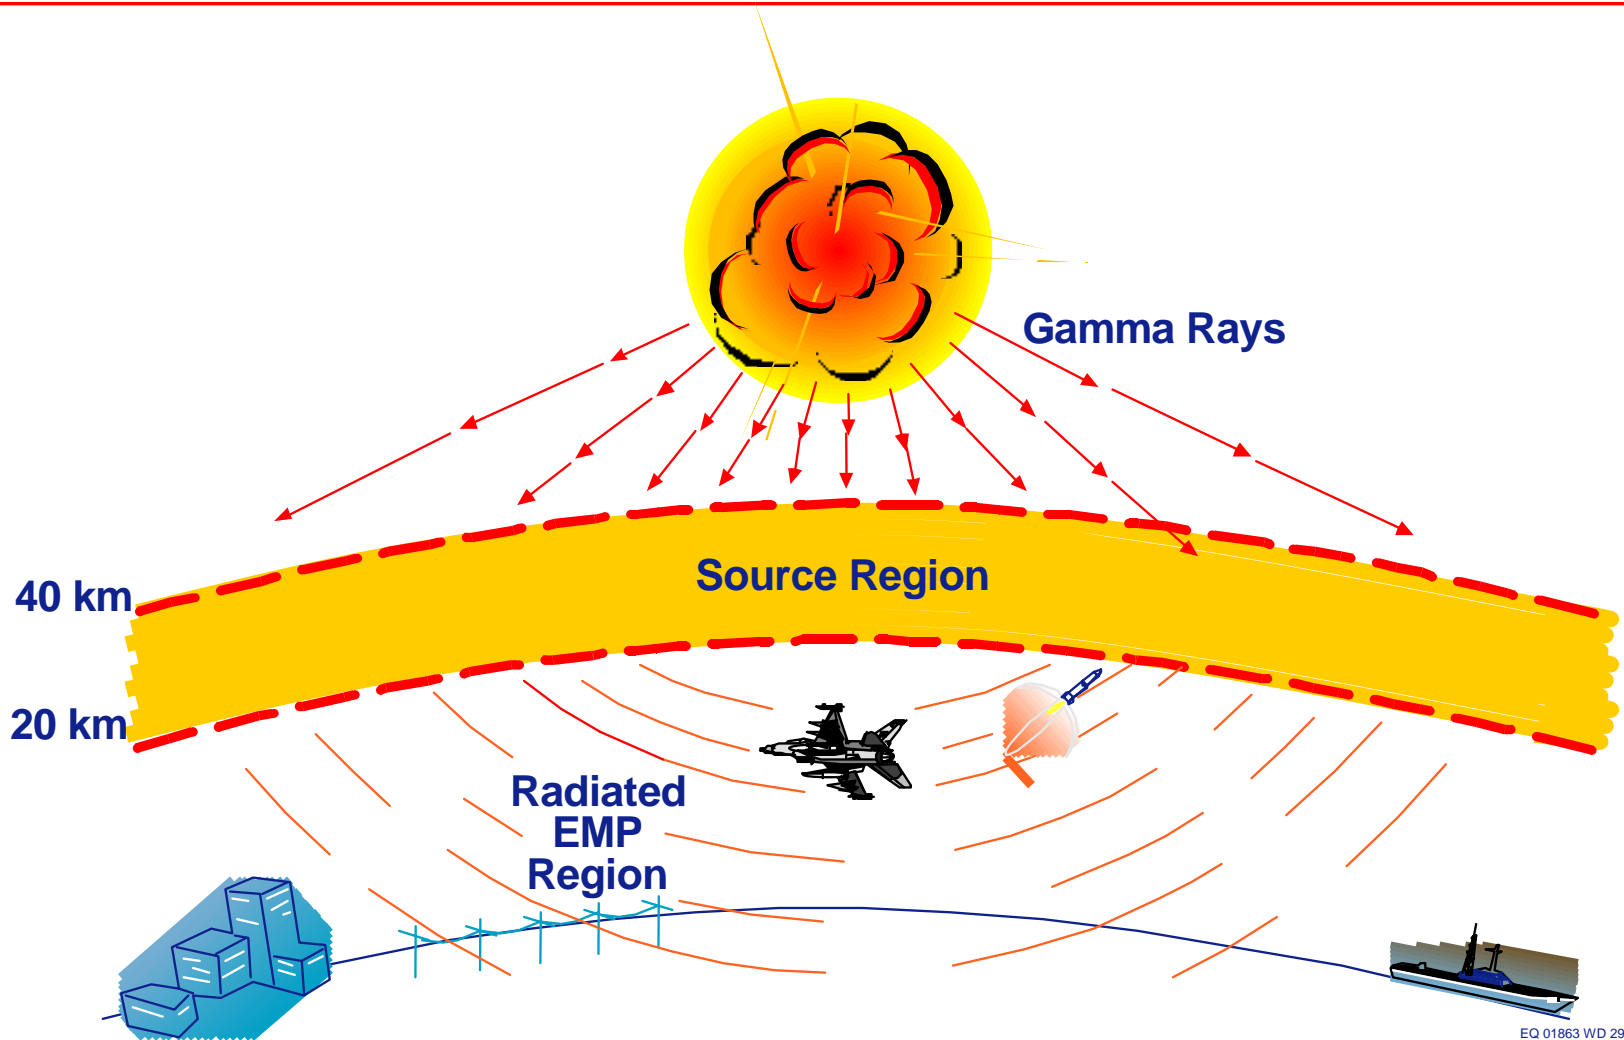 Gamma Rays
Source Region
40 km
20 km
Radiated
EMP
Region
EQ 01863 WD 29